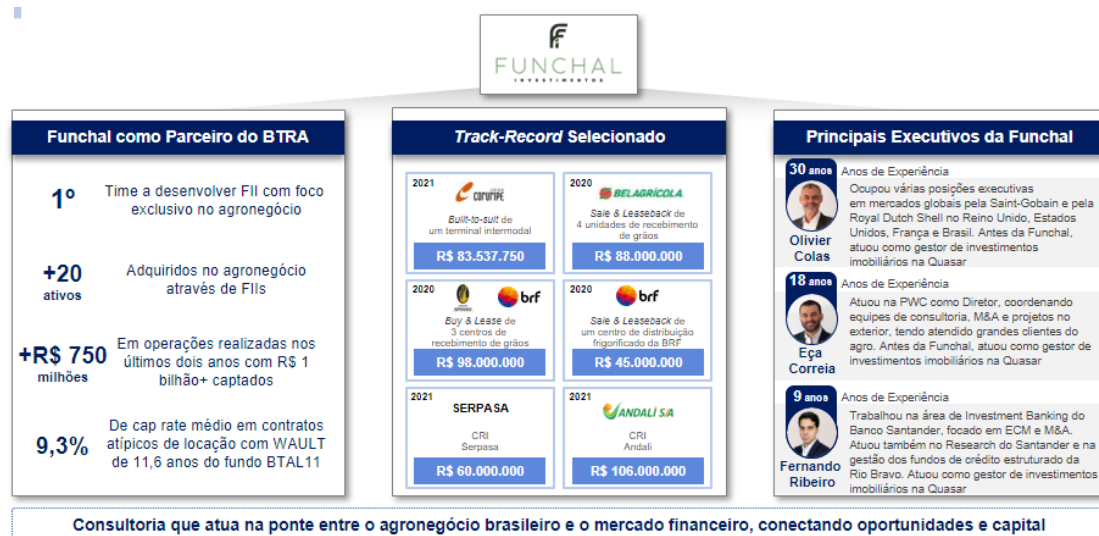 FUNCHAL
INVESTIMENTOS
Funchal como Parceiro do BTRA
1º
Time a desenvolver FII com foco
exclusivo no agronegócio
+20
ativos
Adquiridos no agronegócio
através de FIIs
+R$ 750
milhões
Em operações realizadas nos
últimos dois anos com R$ 1
bilhão+ captados
9,3%
De cap rate médio em contratos
atípicos de locação com WAULT
de 11,6 anos do fundo BTAL11
Track-Record Selecionado
2021
coruripe
Built-to-suit de
um terminal intermodal
R$ 83.537.750
2020
BELAGRÍCOLA
Sale & Leaseback de
4 unidades de recebimento
de grãos
R$ 88.000.000
2020
brf
Buy & Lease de
3 centros de
recebimento de grãos
R$ 98.000.000
2020
brf
Sale & Leaseback de
um centro de distribuição
frigorificado da BRF
R$ 45.000.000
2021
SERPASA
CRI
Serpasa
R$ 60.000.000
2021
ANDALI S/A
CRI
Andali
R$ 106.000.000
Principais Executivos da Funchal
30 anos Anos de Experiência
Olivier
Colas
Ocupou várias posições executivas
em mercados globais pela Saint-Gobain e pela
Royal Dutch Shell no Reino Unido, Estados
Unidos, França e Brasil. Antes da Funchal,
atuou como gestor de investimentos
imobiliários na Quasar
18 anos Anos de Experiência
Eça
Correia
Atuou na PWC como Diretor, coordenando
equipes de consultoria, M&A e projetos no
exterior, tendo atendido grandes clientes do
agro. Antes da Funchal, atuou como gestor de
investimentos imobiliários na Quasar
9 anos Anos de Experiência
Fernando
Ribeiro
Trabalhou na área de Investment Banking do
Banco Santander, focado em ECM e M&A.
Atuou também no Research do Santander e na
gestão dos fundos de crédito estruturado da
Rio Bravo. Atuou como gestor de investimentos
imobiliários na Quasar
Consultoria que atua na ponte entre o agronegócio brasileiro e o mercado financeiro, conectando oportunidades e capital